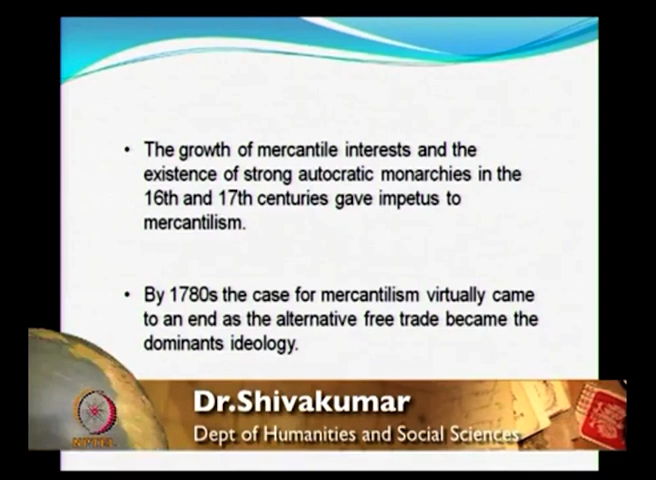 • The growth of mercantile interests and the
existence of strong autocratic monarchies in the
16th and 17th centuries gave impetus to
mercantilism.
• By 1780s the case for mercantilism virtually came
to an end as the alternative free trade became the
dominants ideology.
Dr.Shivakumar
Dept of Humanities and Social Sciences
NPTEL